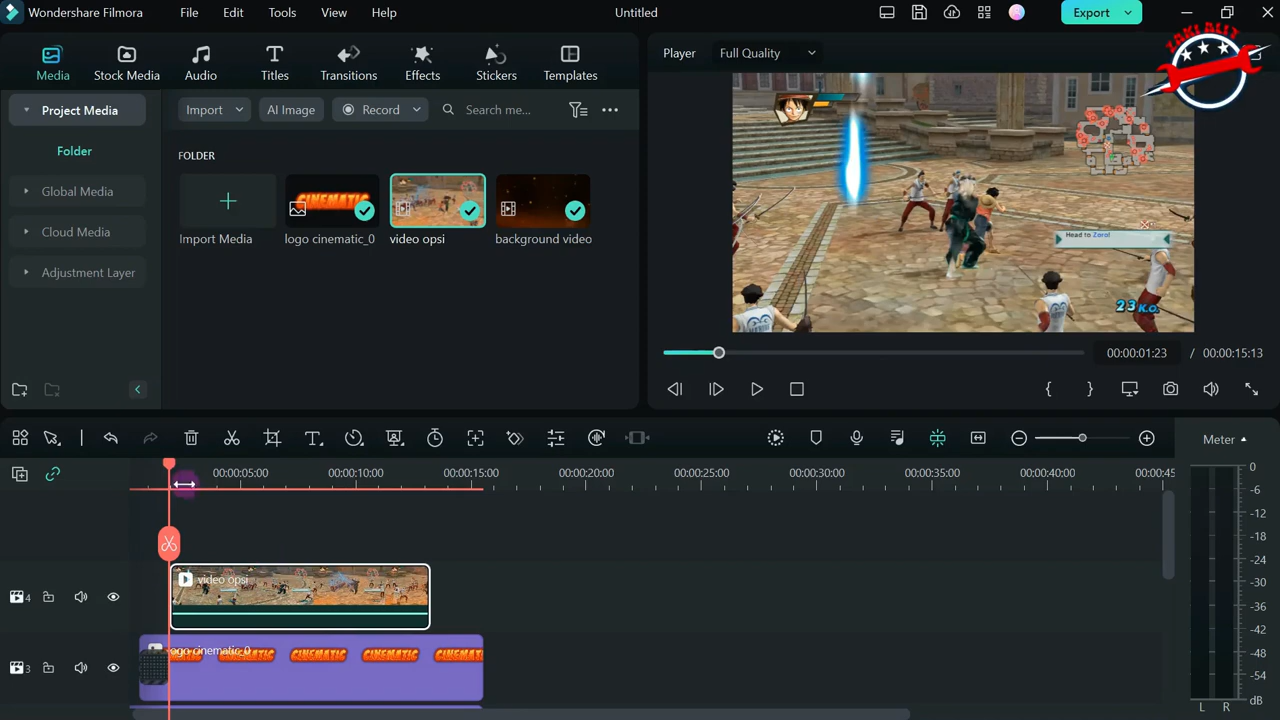 Wondershare Filmora File Edit Tools View Help Untitled Export
ZAKI ALIT
Media Stock Media Audio Titles Transitions Effects Stickers Templates
Player Full Quality
Project Media
Import AI Image Record Search me...
Folder
FOLDER
Global Media
Cloud Media
Adjustment Layer
CINEMATIC
Import Media logo cinematic_0 video opsi background video
Head to Zoro!
23 K.O.
00:00:01:23 / 00:00:15:13
Meter
00:00:05:00 00:00:10:00 00:00:15:00 00:00:20:00 00:00:25:00 00:00:30:00 00:00:35:00 00:00:40:00 00:00:45
0
-6
-12
-18
-24
-30
-36
-42
-48
-54
dB
L R
4 video opsi
3 logo cinematic_0
CINEMATIC CINEMATIC CINEMATIC CINEM